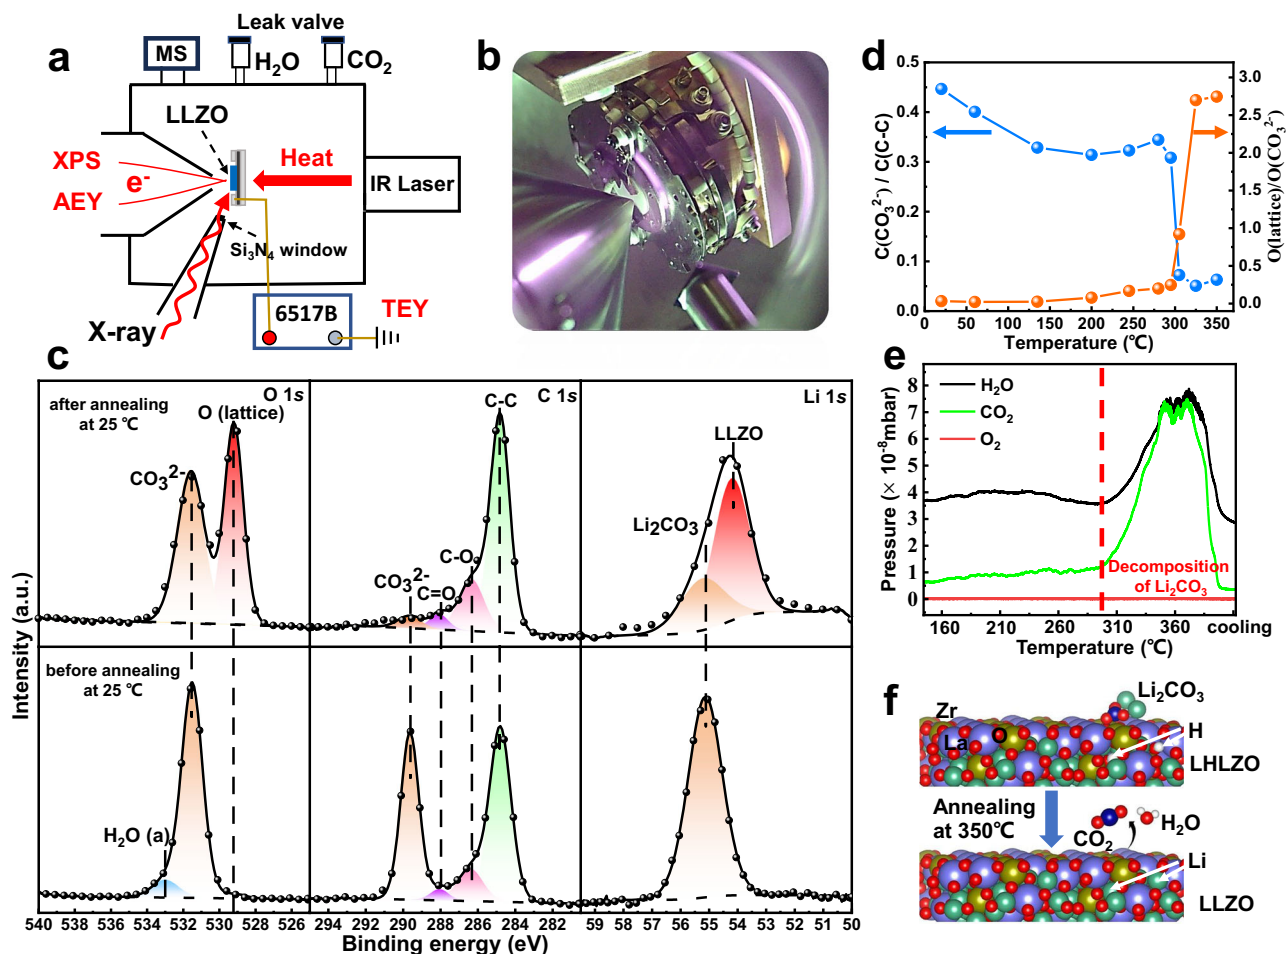 a
Leak valve
MS
H₂O
CO₂
LLZO
XPS
e⁻
AEY
Heat
IR Laser
Si₃N₄ window
X-ray
6517B
TEY
b
d
C(CO₃²⁻) / C(C-C)
0.5
0.4
0.3
0.2
0.1
0.0
3.0
2.5
2.0
1.5
1.0
0.5
0.0
O(lattice)/O(CO₃²⁻)
0 50 100 150 200 250 300 350
Temperature (℃)
c
Intensity (a.u.)
after annealing
at 25 ℃
O 1s
O (lattice)
CO₃²⁻
C 1s
C-C
C-O
CO₃²⁻
C=O
Li 1s
LLZO
Li₂CO₃
before annealing
at 25 ℃
H₂O (a)
540 538 536 534 532 530 528 526
292 290 288 286 284 282
59 58 57 56 55 54 53 52 51 50
Binding energy (eV)
e
Pressure (× 10⁻⁸mbar)
9
8
7
6
5
4
3
2
1
0
H₂O
CO₂
O₂
Decomposition
of Li₂CO₃
160 210 260 310 360 cooling
Temperature (℃)
f
Li₂CO₃
Zr
La
O
H
LHLZO
Annealing
at 350℃
CO₂
H₂O
Li
LLZO